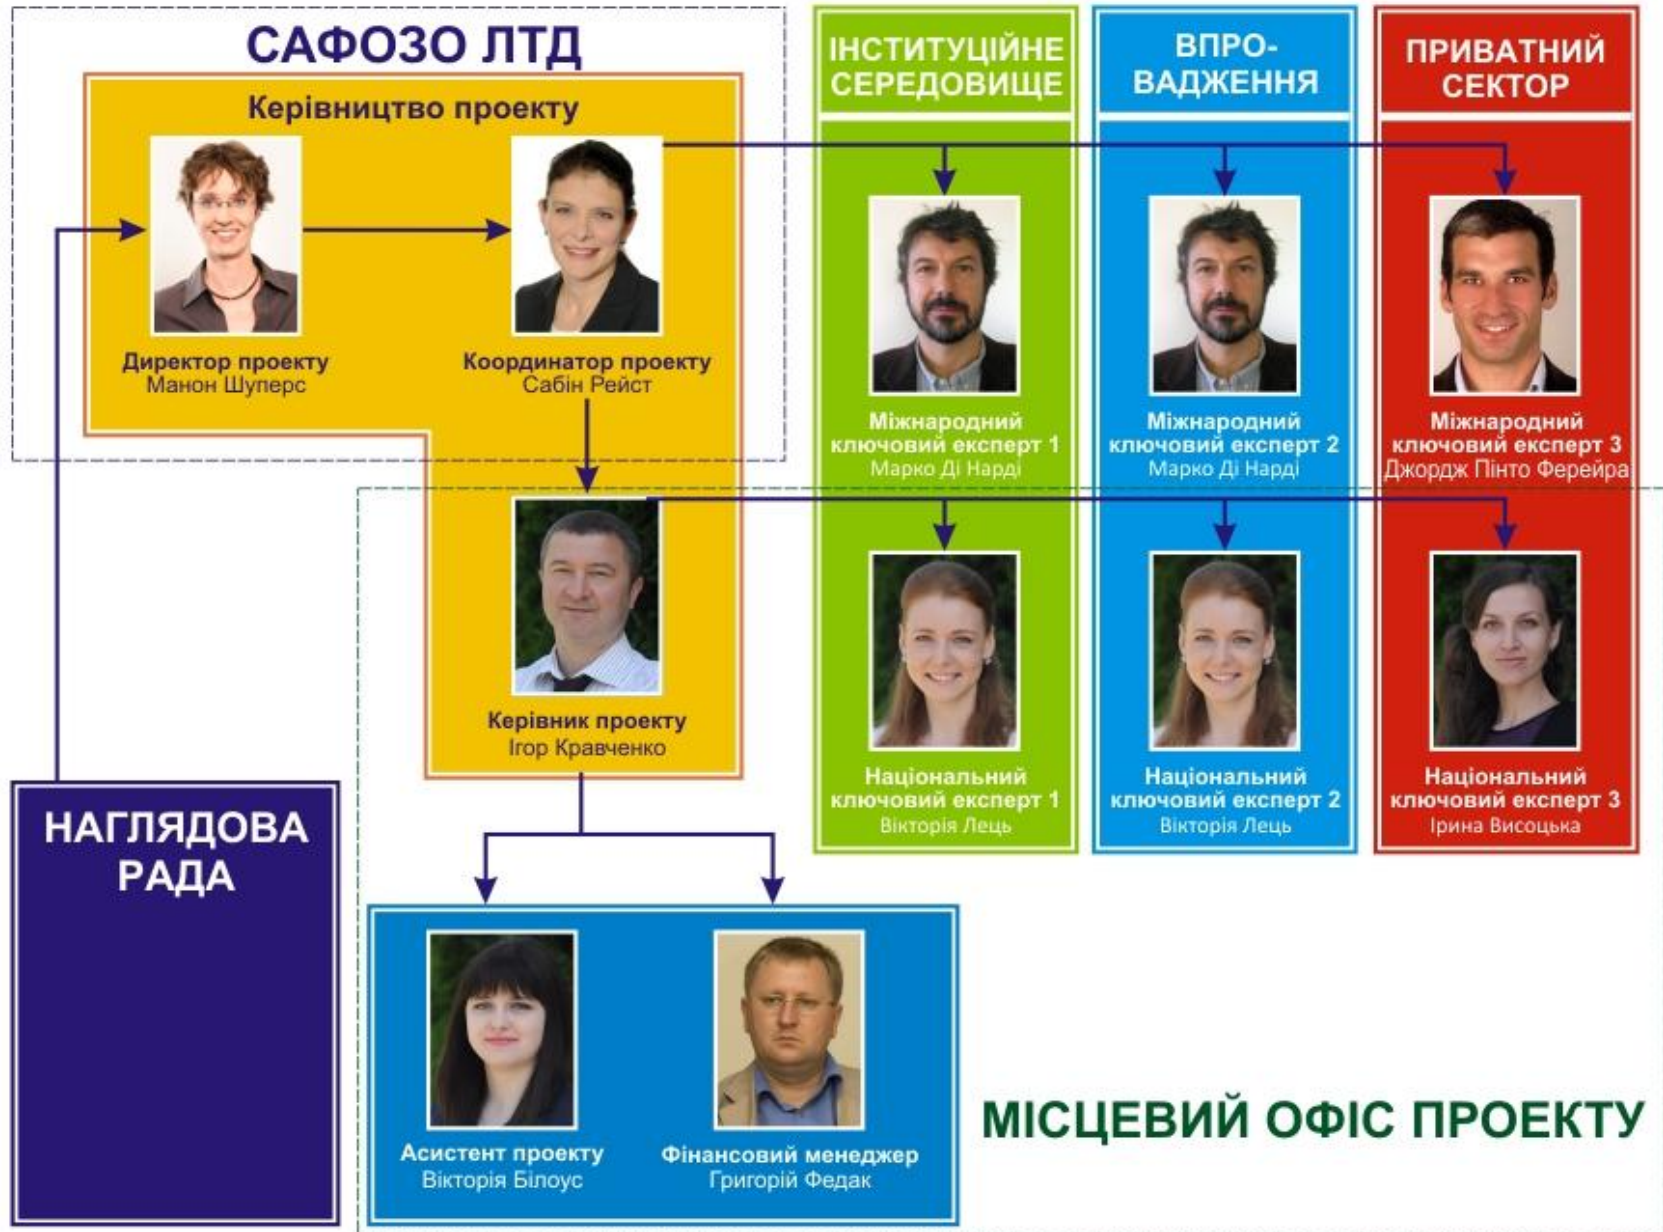 САФОЗО ЛТД
Керівництво проекту
Директор проекту
Манон Шуперс
Координатор проекту
Сабін Рейст
Керівник проекту
Ігор Кравченко
ІНСТИТУЦІЙНЕ
СЕРЕДОВИЩЕ
Міжнародний
ключовий експерт 1
Марко Ді Нарді
Національний
ключовий експерт 1
Вікторія Лець
ВПРО-
ВАДЖЕННЯ
Міжнародний
ключовий експерт 2
Марко Ді Нарді
Національний
ключовий експерт 2
Вікторія Лець
ПРИВАТНИЙ
СЕКТОР
Міжнародний
ключовий експерт 3
Джордж Пінто Ферейра
Національний
ключовий експерт 3
Ірина Висоцька
НАГЛЯДОВА
РАДА
Асистент проекту
Вікторія Білоус
Фінансовий менеджер
Григорій Федак
МІСЦЕВИЙ ОФІС ПРОЕКТУ